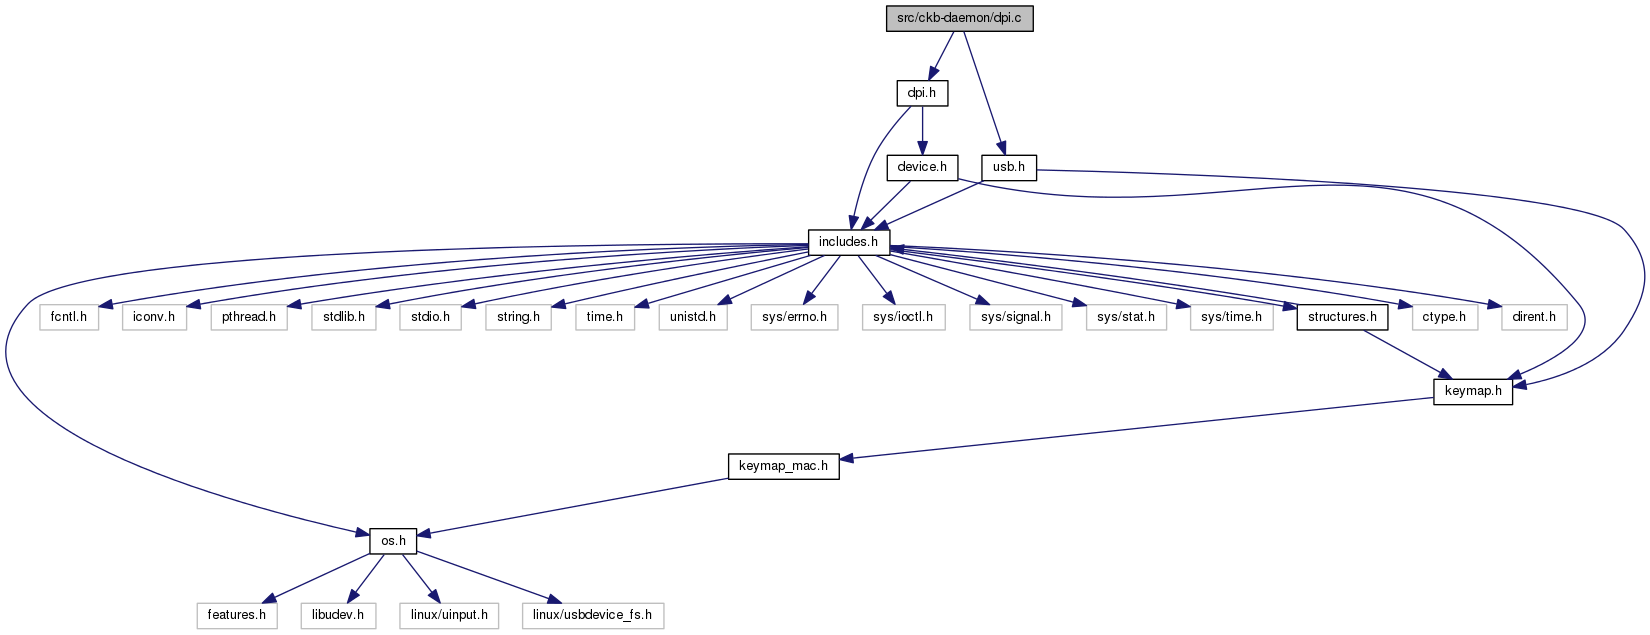 src/ckb-daemon/dpi.c
dpi.h
device.h
usb.h
includes.h
fcntl.h
iconv.h
pthread.h
stdlib.h
stdio.h
string.h
time.h
unistd.h
sys/errno.h
sys/ioctl.h
sys/signal.h
sys/stat.h
sys/time.h
structures.h
ctype.h
dirent.h
keymap.h
keymap_mac.h
os.h
features.h
libudev.h
linux/uinput.h
linux/usbdevice_fs.h